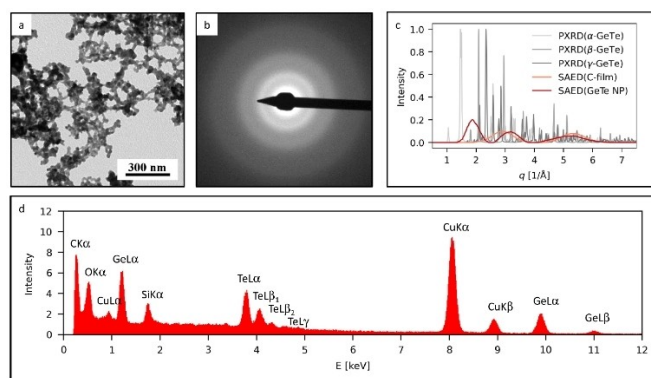 a
300 nm
b
c
Intensity
1.0
0.8
0.6
0.4
0.2
0.0
PXRD(α-GeTe)
PXRD(β-GeTe)
PXRD(γ-GeTe)
SAED(C-film)
SAED(GeTe NP)
1 2 3 4 5 6 7
q [1/Å]
d
Intensity
12
10
8
6
4
2
0
CKα
OKα
CuLα
GeLα
SiKα
TeLα
TeLβ₁
TeLβ₂
TeLγ
CuKα
CuKβ
GeLα
GeLβ
0 1 2 3 4 5 6 7 8 9 10 11 12
E [keV]